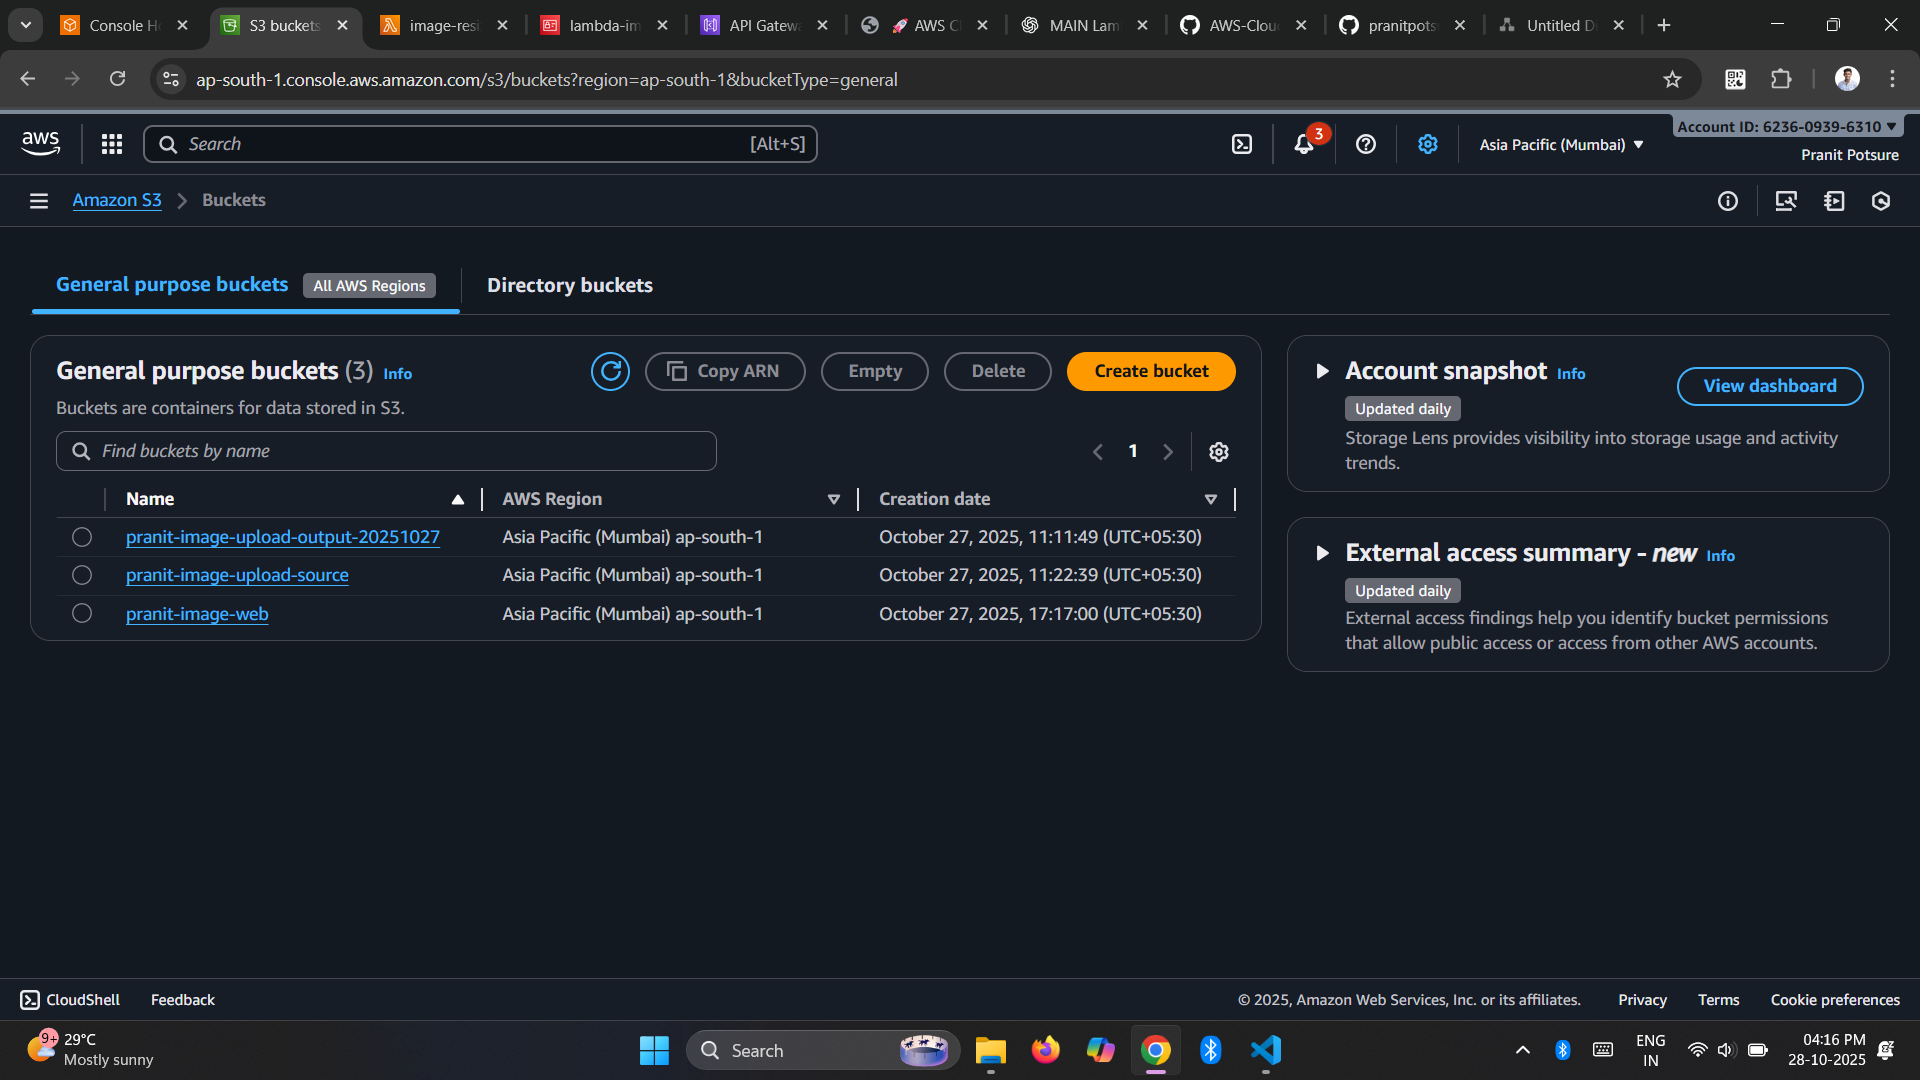 Console H
S3 buckets
image-resi
lambda-im
API Gatewa
🚀 AWS C
MAIN Lam
AWS-Cloud
pranitpots
Untitled D
ap-south-1.console.aws.amazon.com/s3/buckets?region=ap-south-1&bucketType=general
aws
Search
[Alt+S]
3
Asia Pacific (Mumbai) ▼
Account ID: 6236-0939-6310 ▼
Pranit Potsure
Amazon S3
Buckets
General purpose buckets All AWS Regions
Directory buckets
General purpose buckets (3) Info
Copy ARN
Empty
Delete
Create bucket
Buckets are containers for data stored in S3.
Find buckets by name
1
Name AWS Region Creation date
pranit-image-upload-output-20251027 Asia Pacific (Mumbai) ap-south-1 October 27, 2025, 11:11:49 (UTC+05:30)
pranit-image-upload-source Asia Pacific (Mumbai) ap-south-1 October 27, 2025, 11:22:39 (UTC+05:30)
pranit-image-web Asia Pacific (Mumbai) ap-south-1 October 27, 2025, 17:17:00 (UTC+05:30)
Account snapshot Info
View dashboard
Updated daily
Storage Lens provides visibility into storage usage and activity
trends.
External access summary - new Info
Updated daily
External access findings help you identify bucket permissions
that allow public access or access from other AWS accounts.
CloudShell
Feedback
© 2025, Amazon Web Services, Inc. or its affiliates.
Privacy
Terms
Cookie preferences
9+
29°C
Mostly sunny
Search
ENG
IN
04:16 PM
28-10-2025